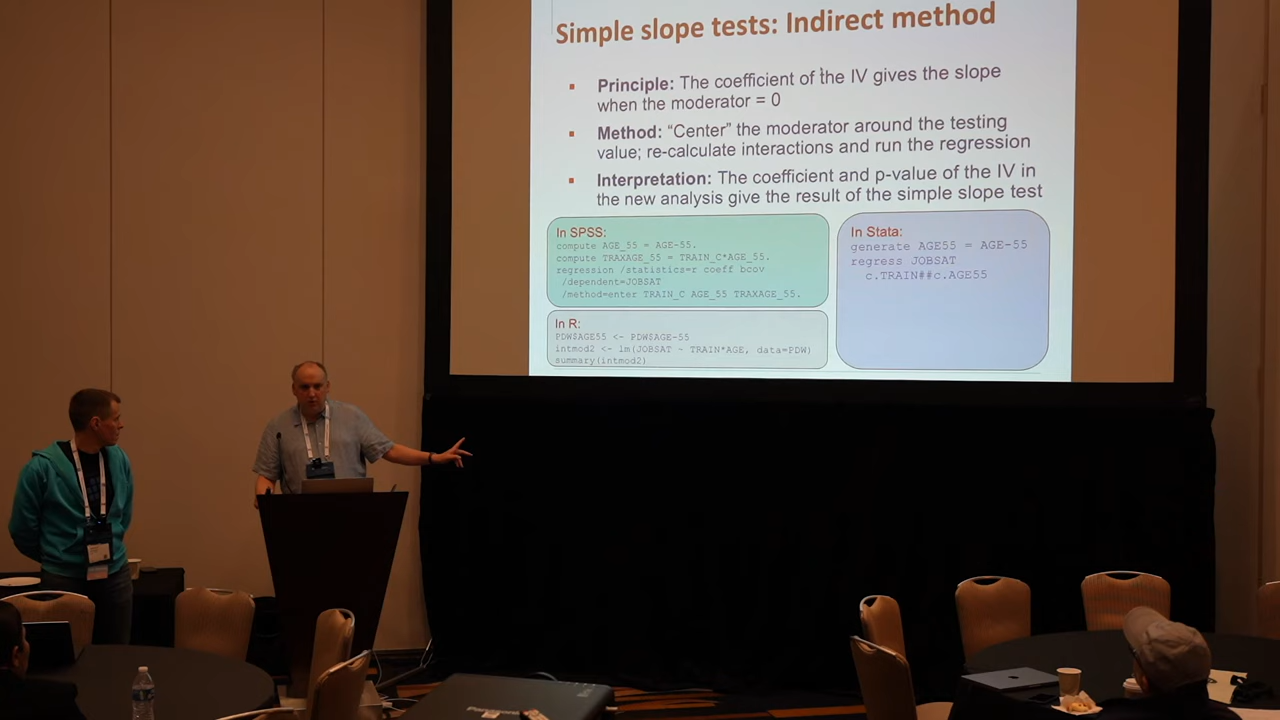 Simple slope tests: Indirect method
Principle: The coefficient of the IV gives the slope
when the moderator = 0
Method: “Center” the moderator around the testing
value; re-calculate interactions and run the regression
Interpretation: The coefficient and p-value of the IV in
the new analysis give the result of the simple slope test
In SPSS:
compute AGE_55 = AGE-55.
compute TRAXAGE_55 = TRAIN_C*AGE_55.
regression /statistics=r coeff bcov
/dependent=JOBSAT
/method=enter TRAIN_C AGE_55 TRAXAGE_55.
In R:
PDW$AGE55 <- PDW$AGE-55
intmod2 <- lm(JOBSAT ~ TRAIN*AGE, data=PDW)
summary(intmod2)
In Stata:
generate AGE55 = AGE-55
regress JOBSAT
c.TRAIN##c.AGE55
Panasonic